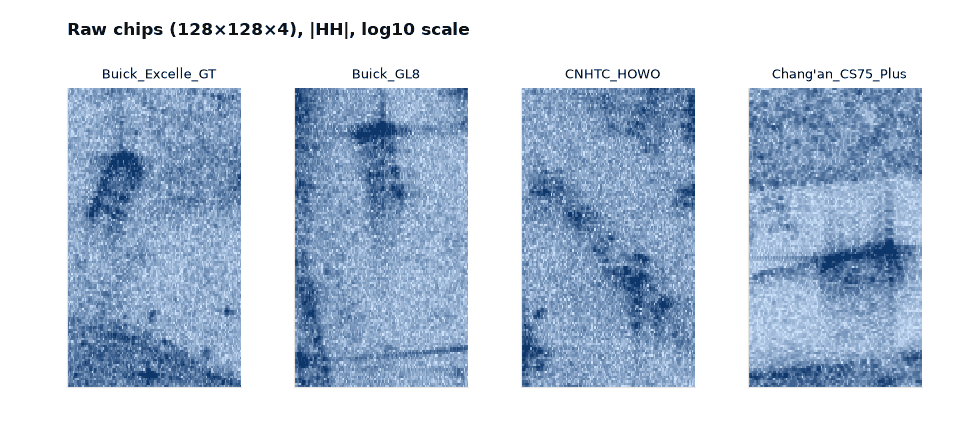 Raw chips (128×128×4), |HH|, log10 scale
Buick_Excelle_GT
Buick_GL8
CNHTC_HOWO
Chang'an_CS75_Plus